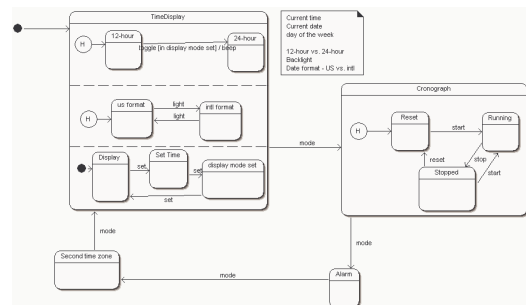 TimeDisplay
H
12-hour
24-hour
toggle [in display mode set] / beep
Current time
Current date
day of the week
12-hour vs. 24-hour
Backlight
Date format - US vs. intl
H
us format
light
intl format
light
Display
set
Set Time
set
display mode set
set
mode
Cronograph
H
Reset
start
Running
reset
stop
Stopped
start
mode
mode
Second time zone
mode
Alarm